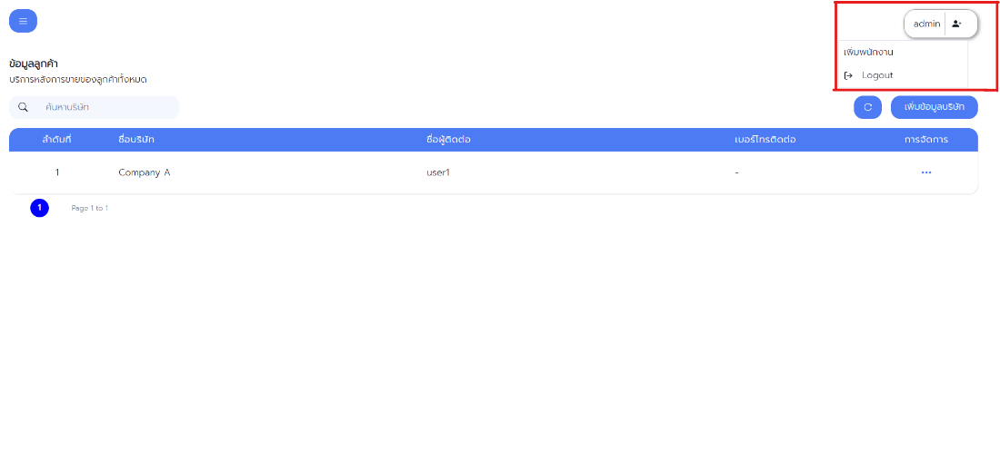 admin
เพิ่มพนักงาน
Logout
ข้อมูลลูกค้า
บริการหลังการขายของลูกค้าทั้งหมด
ค้นหาบริษัท
เพิ่มข้อมูลบริษัท
ลำดับที่ ชื่อบริษัท ชื่อผู้ติดต่อ เบอร์โทรติดต่อ การจัดการ
1 Company A user1 - ...
1 Page 1 to 1